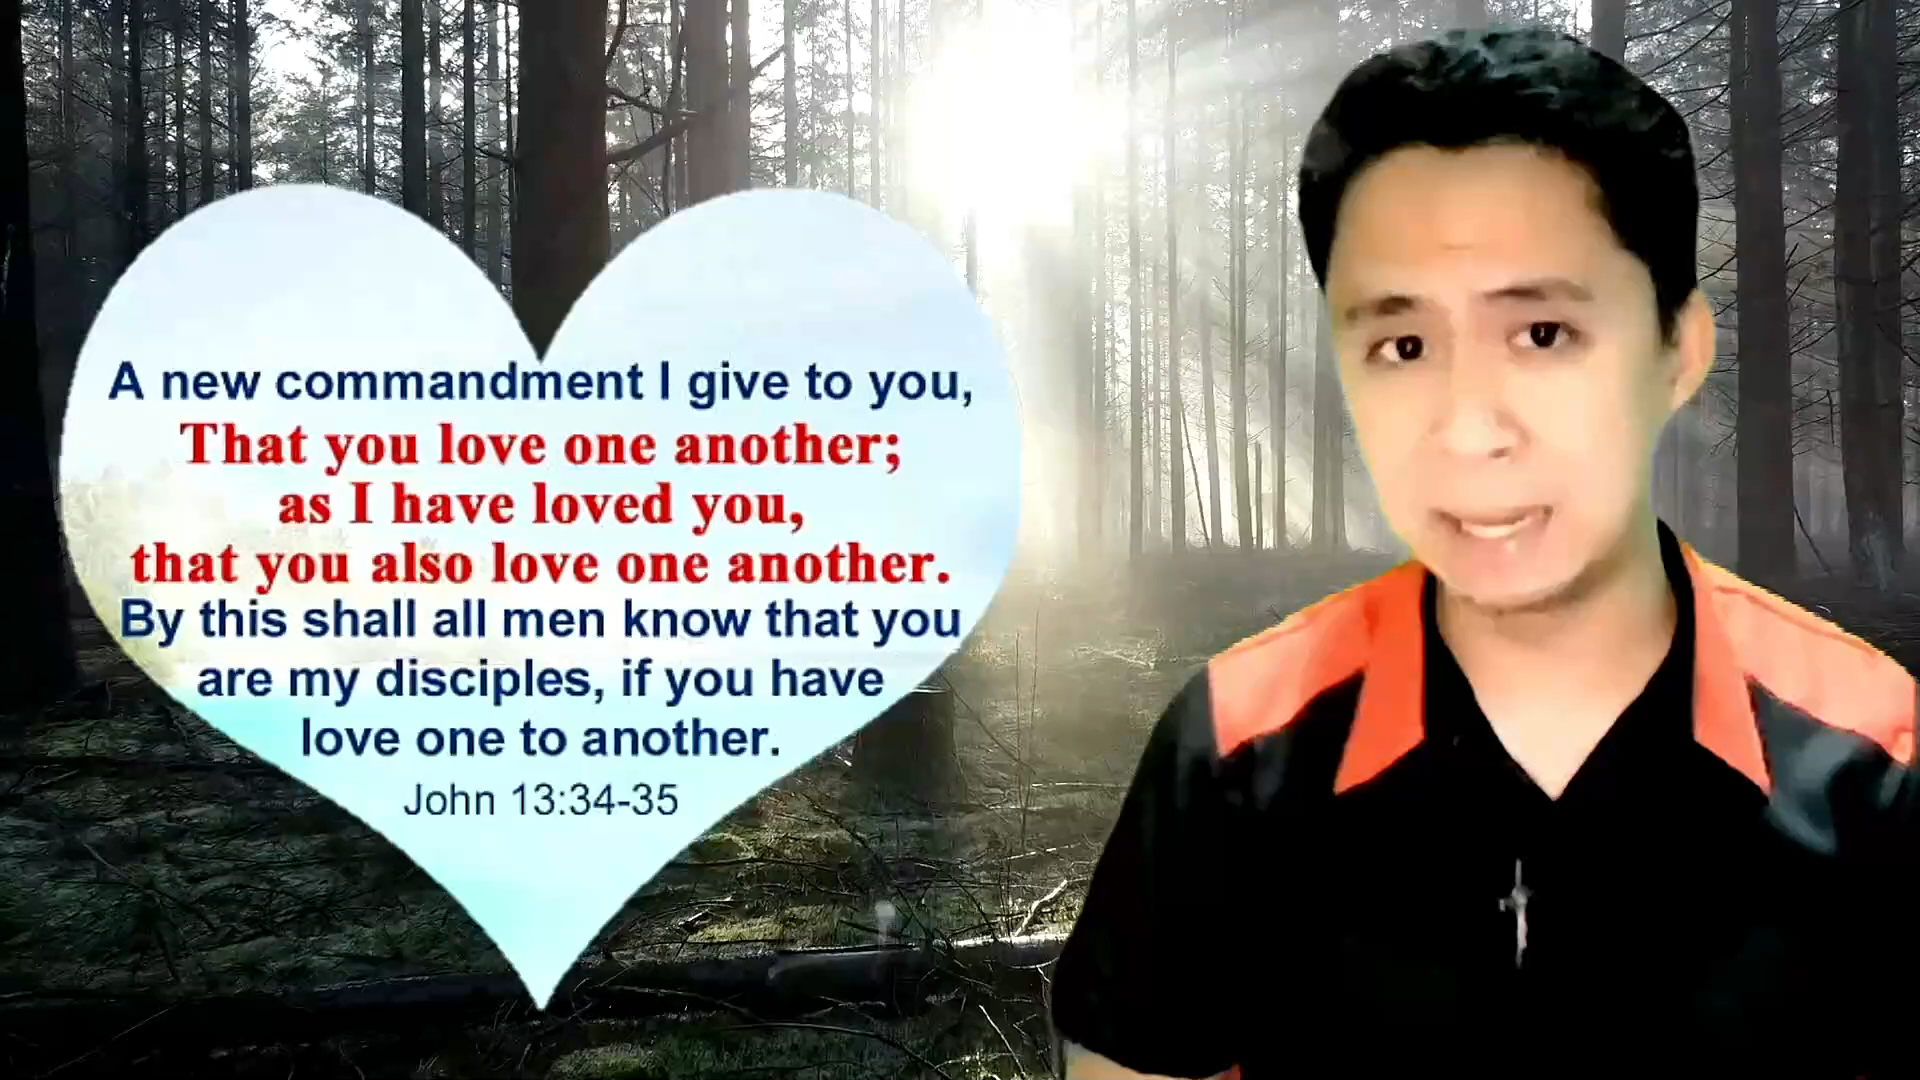 A new commandment I give to you,
That you love one another;
as I have loved you,
that you also love one another.
By this shall all men know that you
are my disciples, if you have
love one to another.
John 13:34-35